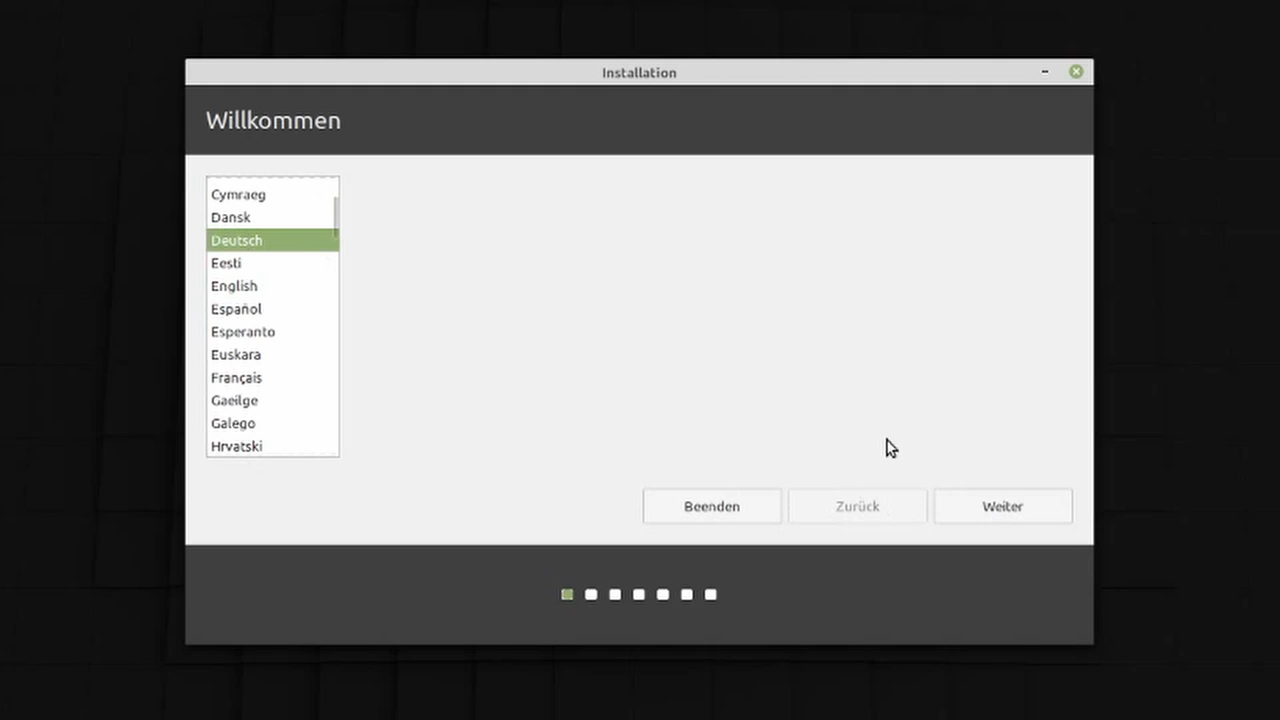 Installation
Willkommen
Cymraeg
Dansk
Deutsch
Eesti
English
Español
Esperanto
Euskara
Français
Gaeilge
Galego
Hrvatski
Beenden Zurück Weiter